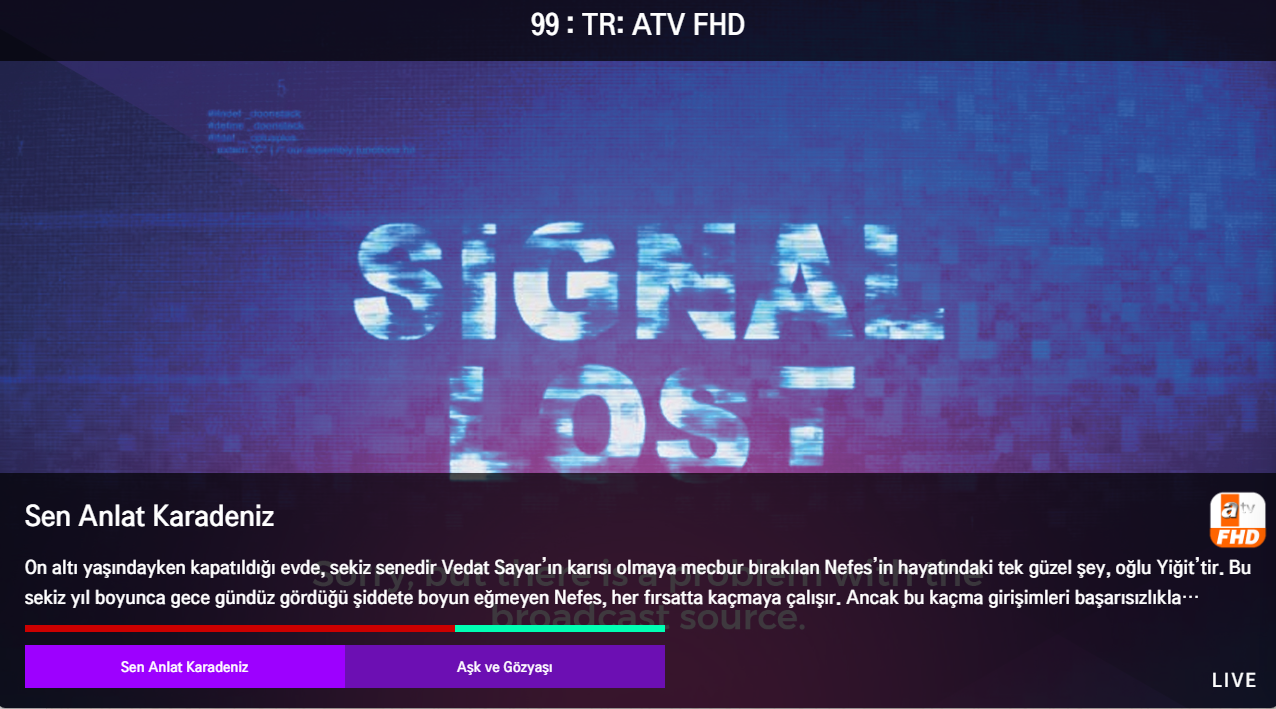 99 : TR: ATV FHD
5
SiGNAL
LOST
Sen Anlat Karadeniz
atv
FHD
On altı yaşındayken kapatıldığı evde, sekiz senedir Vedat Sayar’ın karısı olmaya mecbur bırakılan Nefes’in hayatındaki tek güzel şey, oğlu Yiğit’tir. Bu
sekiz yıl boyunca gece gündüz gördüğü şiddete boyun eğmeyen Nefes, her fırsatta kaçmaya çalışır. Ancak bu kaçma girişimleri başarısızlıkla…
Sorry, but there is a problem with the
broadcast source.
Sen Anlat Karadeniz
Aşk ve Gözyaşı
LIVE